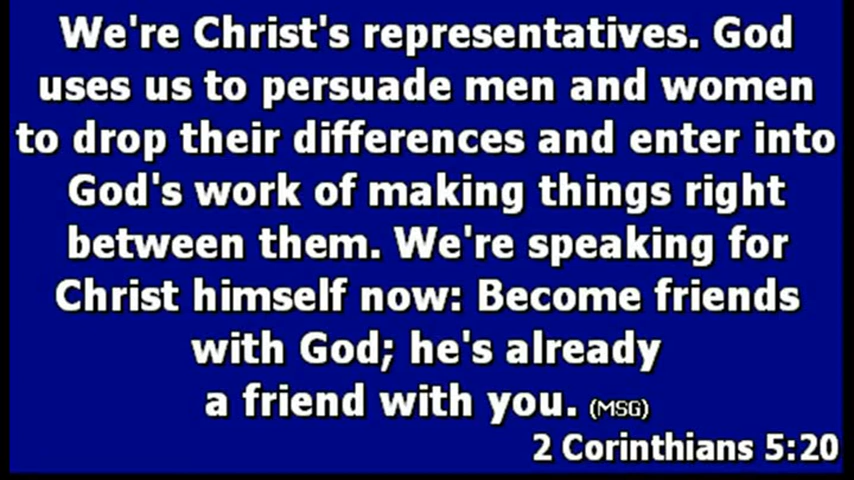 We're Christ's representatives. God
uses us to persuade men and women
to drop their differences and enter into
God's work of making things right
between them. We're speaking for
Christ himself now: Become friends
with God; he's already
a friend with you. (MSG)
2 Corinthians 5:20